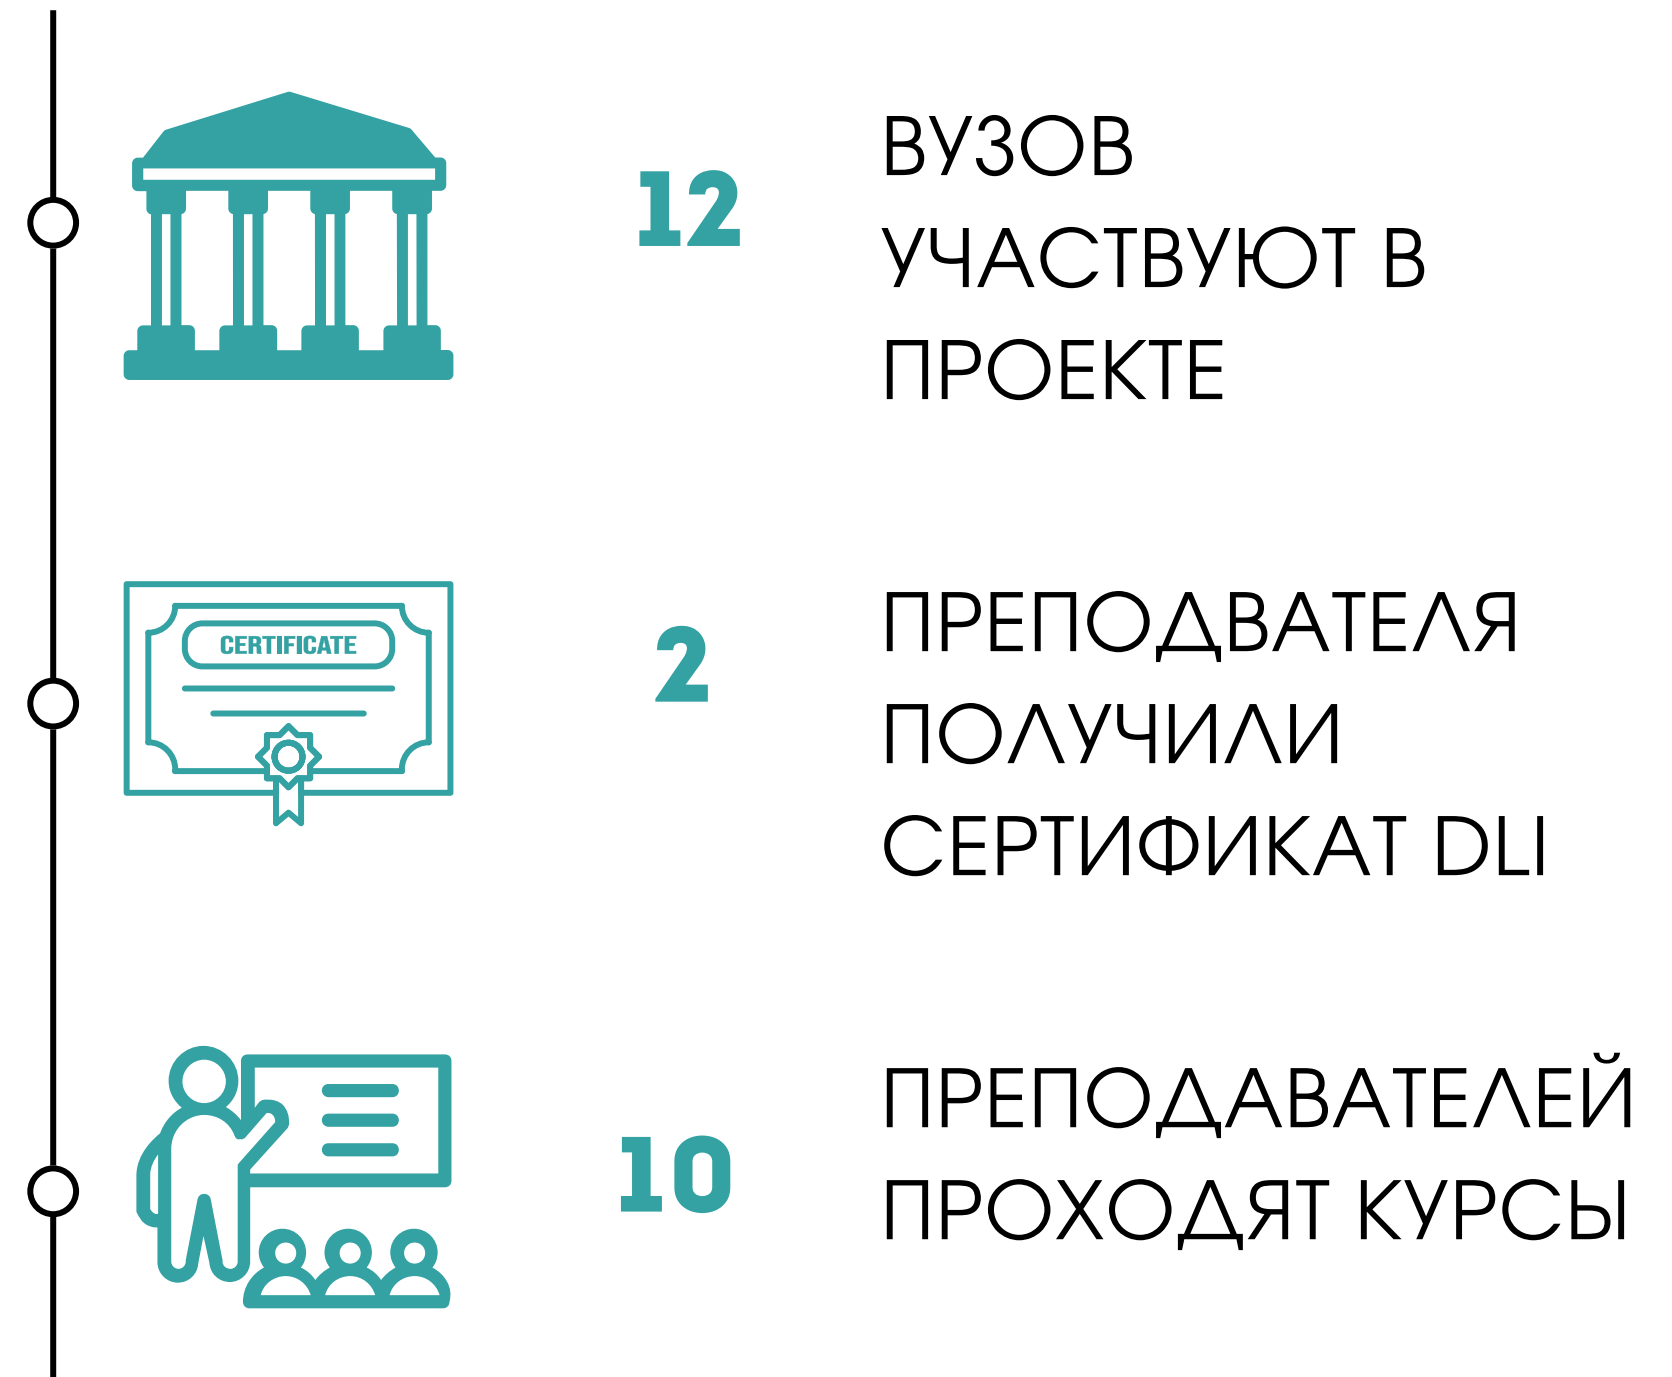 12
ВУЗОВ
УЧАСТВУЮТ В
ПРОЕКТЕ
CERTIFICATE
2
ПРЕПОДВАТЕЛЯ
ПОЛУЧИЛИ
СЕРТИФИКАТ DLI
10
ПРЕПОДАВАТЕЛЕЙ
ПРОХОДЯТ КУРСЫ